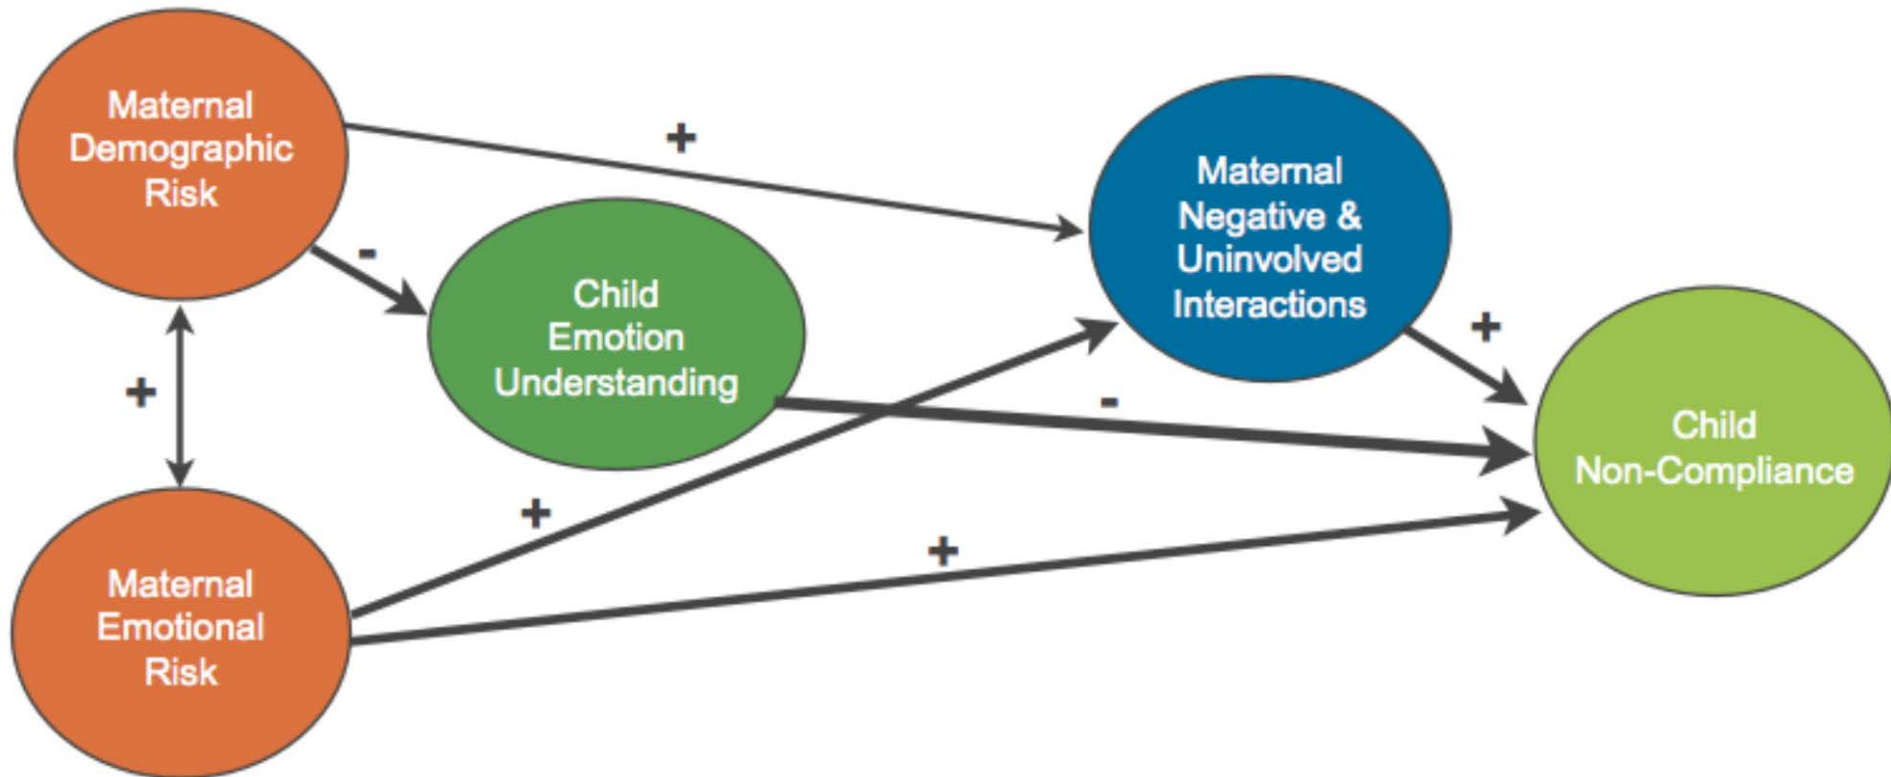 Maternal
Demographic
Risk
+
-
+
Child
Emotion
Understanding
Maternal
Negative &
Uninvolved
Interactions
+
-
+
+
Child
Non-Compliance
Maternal
Emotional
Risk